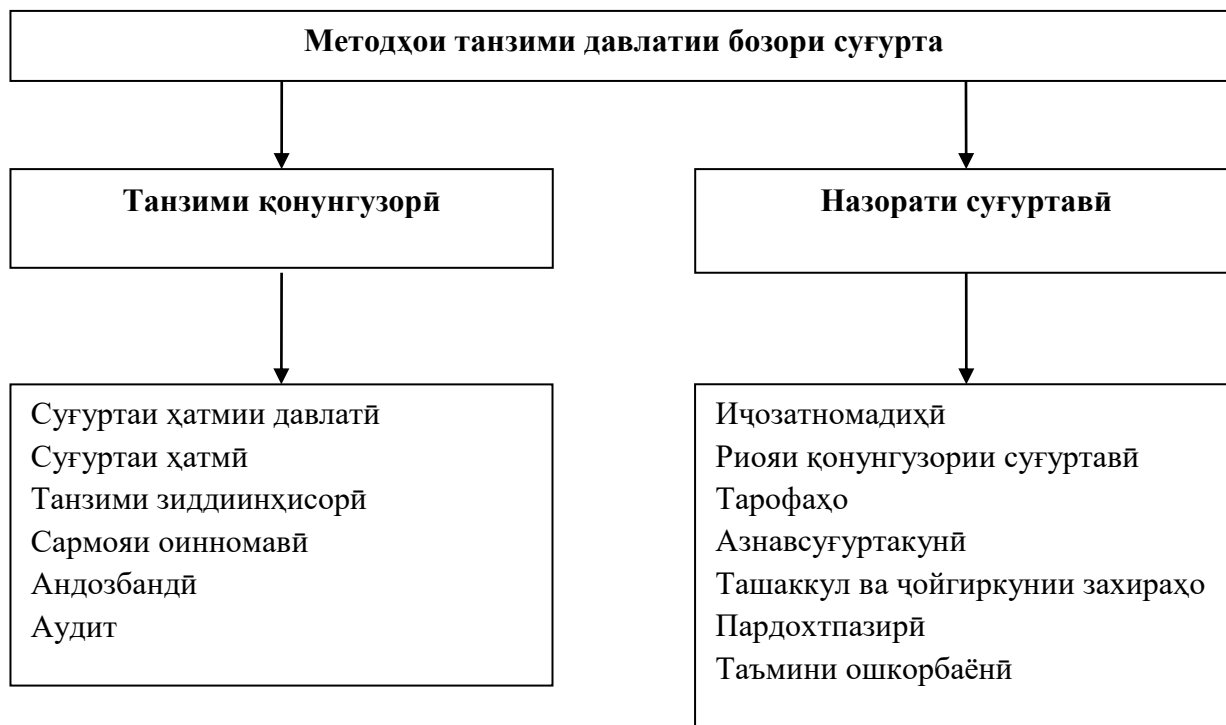 Методҳои танзими давлатии бозори суғурта
Танзими қонунгузорӣ
Назорати суғуртавӣ
Суғуртаи ҳатмии давлатӣ
Суғуртаи ҳатмӣ
Танзими зиддиинҳисорӣ
Сармояи оинномавӣ
Андозбандӣ
Аудит
Иҷозатномадиҳӣ
Риояи қонунгузории суғуртавӣ
Тарофаҳо
Азнавсуғуртакунӣ
Ташаккул ва ҷойгиркунии захираҳо
Пардохтпазирӣ
Таъмини ошкорбаёнӣ